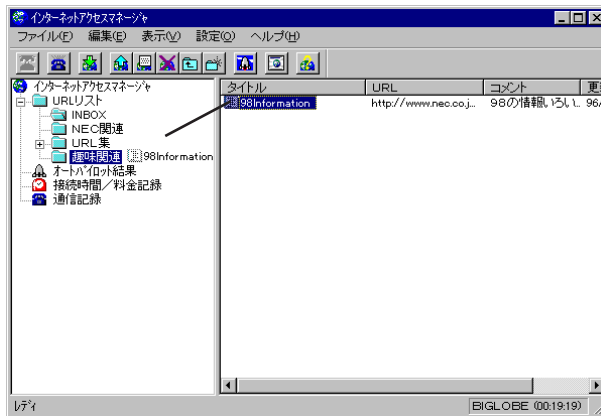 インターネットアクセスマネージャ
ファイル(F) 編集(E) 表示(V) 設定(O) ヘルプ(H)
インターネットアクセスマネージャ
URLリスト
INBOX
NEC関連
URL集
趣味関連 98Information
オートパイロット結果
接続時間/料金記録
通信記録
タイトル URL コメント 更
98Information http://www.nec.co.j... 98の情報、いろい... 96/
レディ BIGLOBE (00:19:19)